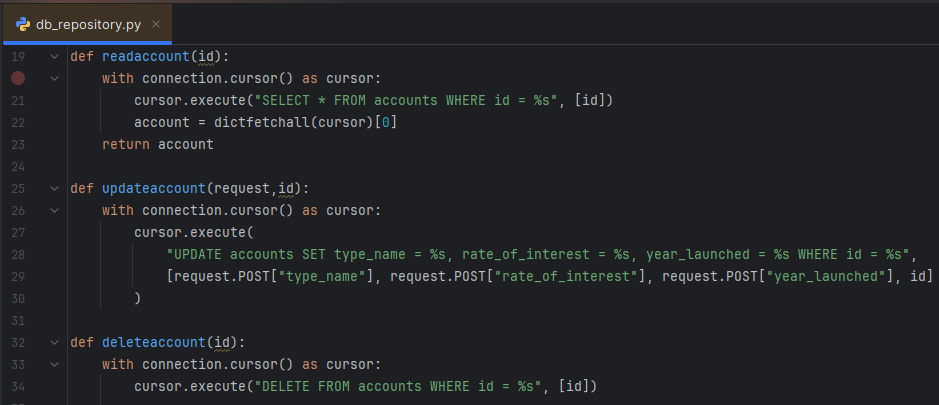 db_repository.py ×
19 def readaccount(id):
with connection.cursor() as cursor:
21 cursor.execute("SELECT * FROM accounts WHERE id = %s", [id])
22 account = dictfetchall(cursor)[0]
23 return account
24
25 def updateaccount(request,id):
26 with connection.cursor() as cursor:
27 cursor.execute(
28 "UPDATE accounts SET type_name = %s, rate_of_interest = %s, year_launched = %s WHERE id = %s",
29 [request.POST["type_name"], request.POST["rate_of_interest"], request.POST["year_launched"], id]
30 )
31
32 def deleteaccount(id):
33 with connection.cursor() as cursor:
34 cursor.execute("DELETE FROM accounts WHERE id = %s", [id])